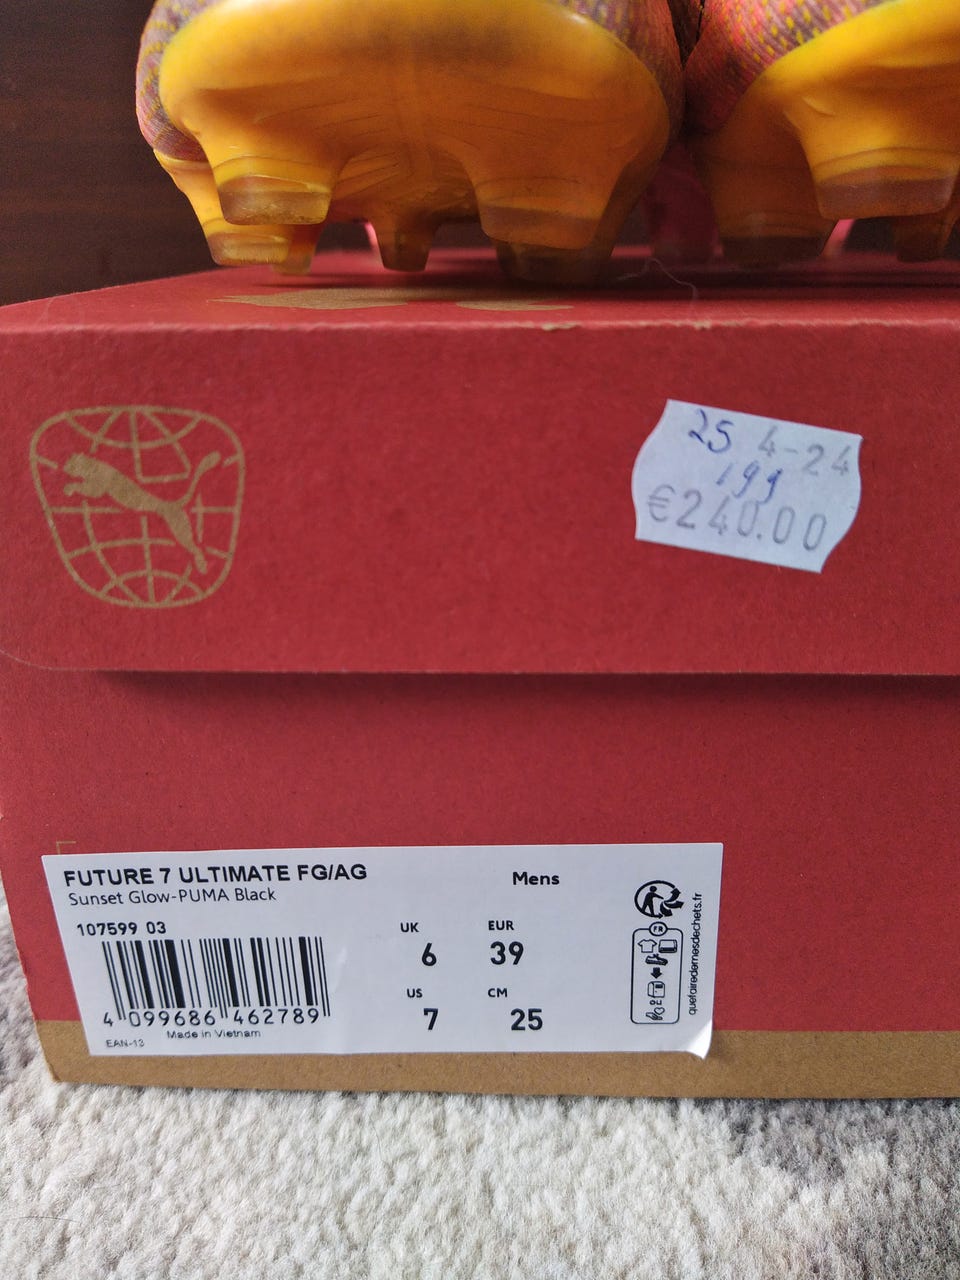 25 4-24
199
€240.00
FUTURE 7 ULTIMATE FG/AG
Sunset Glow-PUMA Black
Mens
107599 03
UK
EUR
6
39
US
CM
7
25
4 099686 462789
Made in Vietnam
EAN-13
FR
quefairedemesdechets.fr